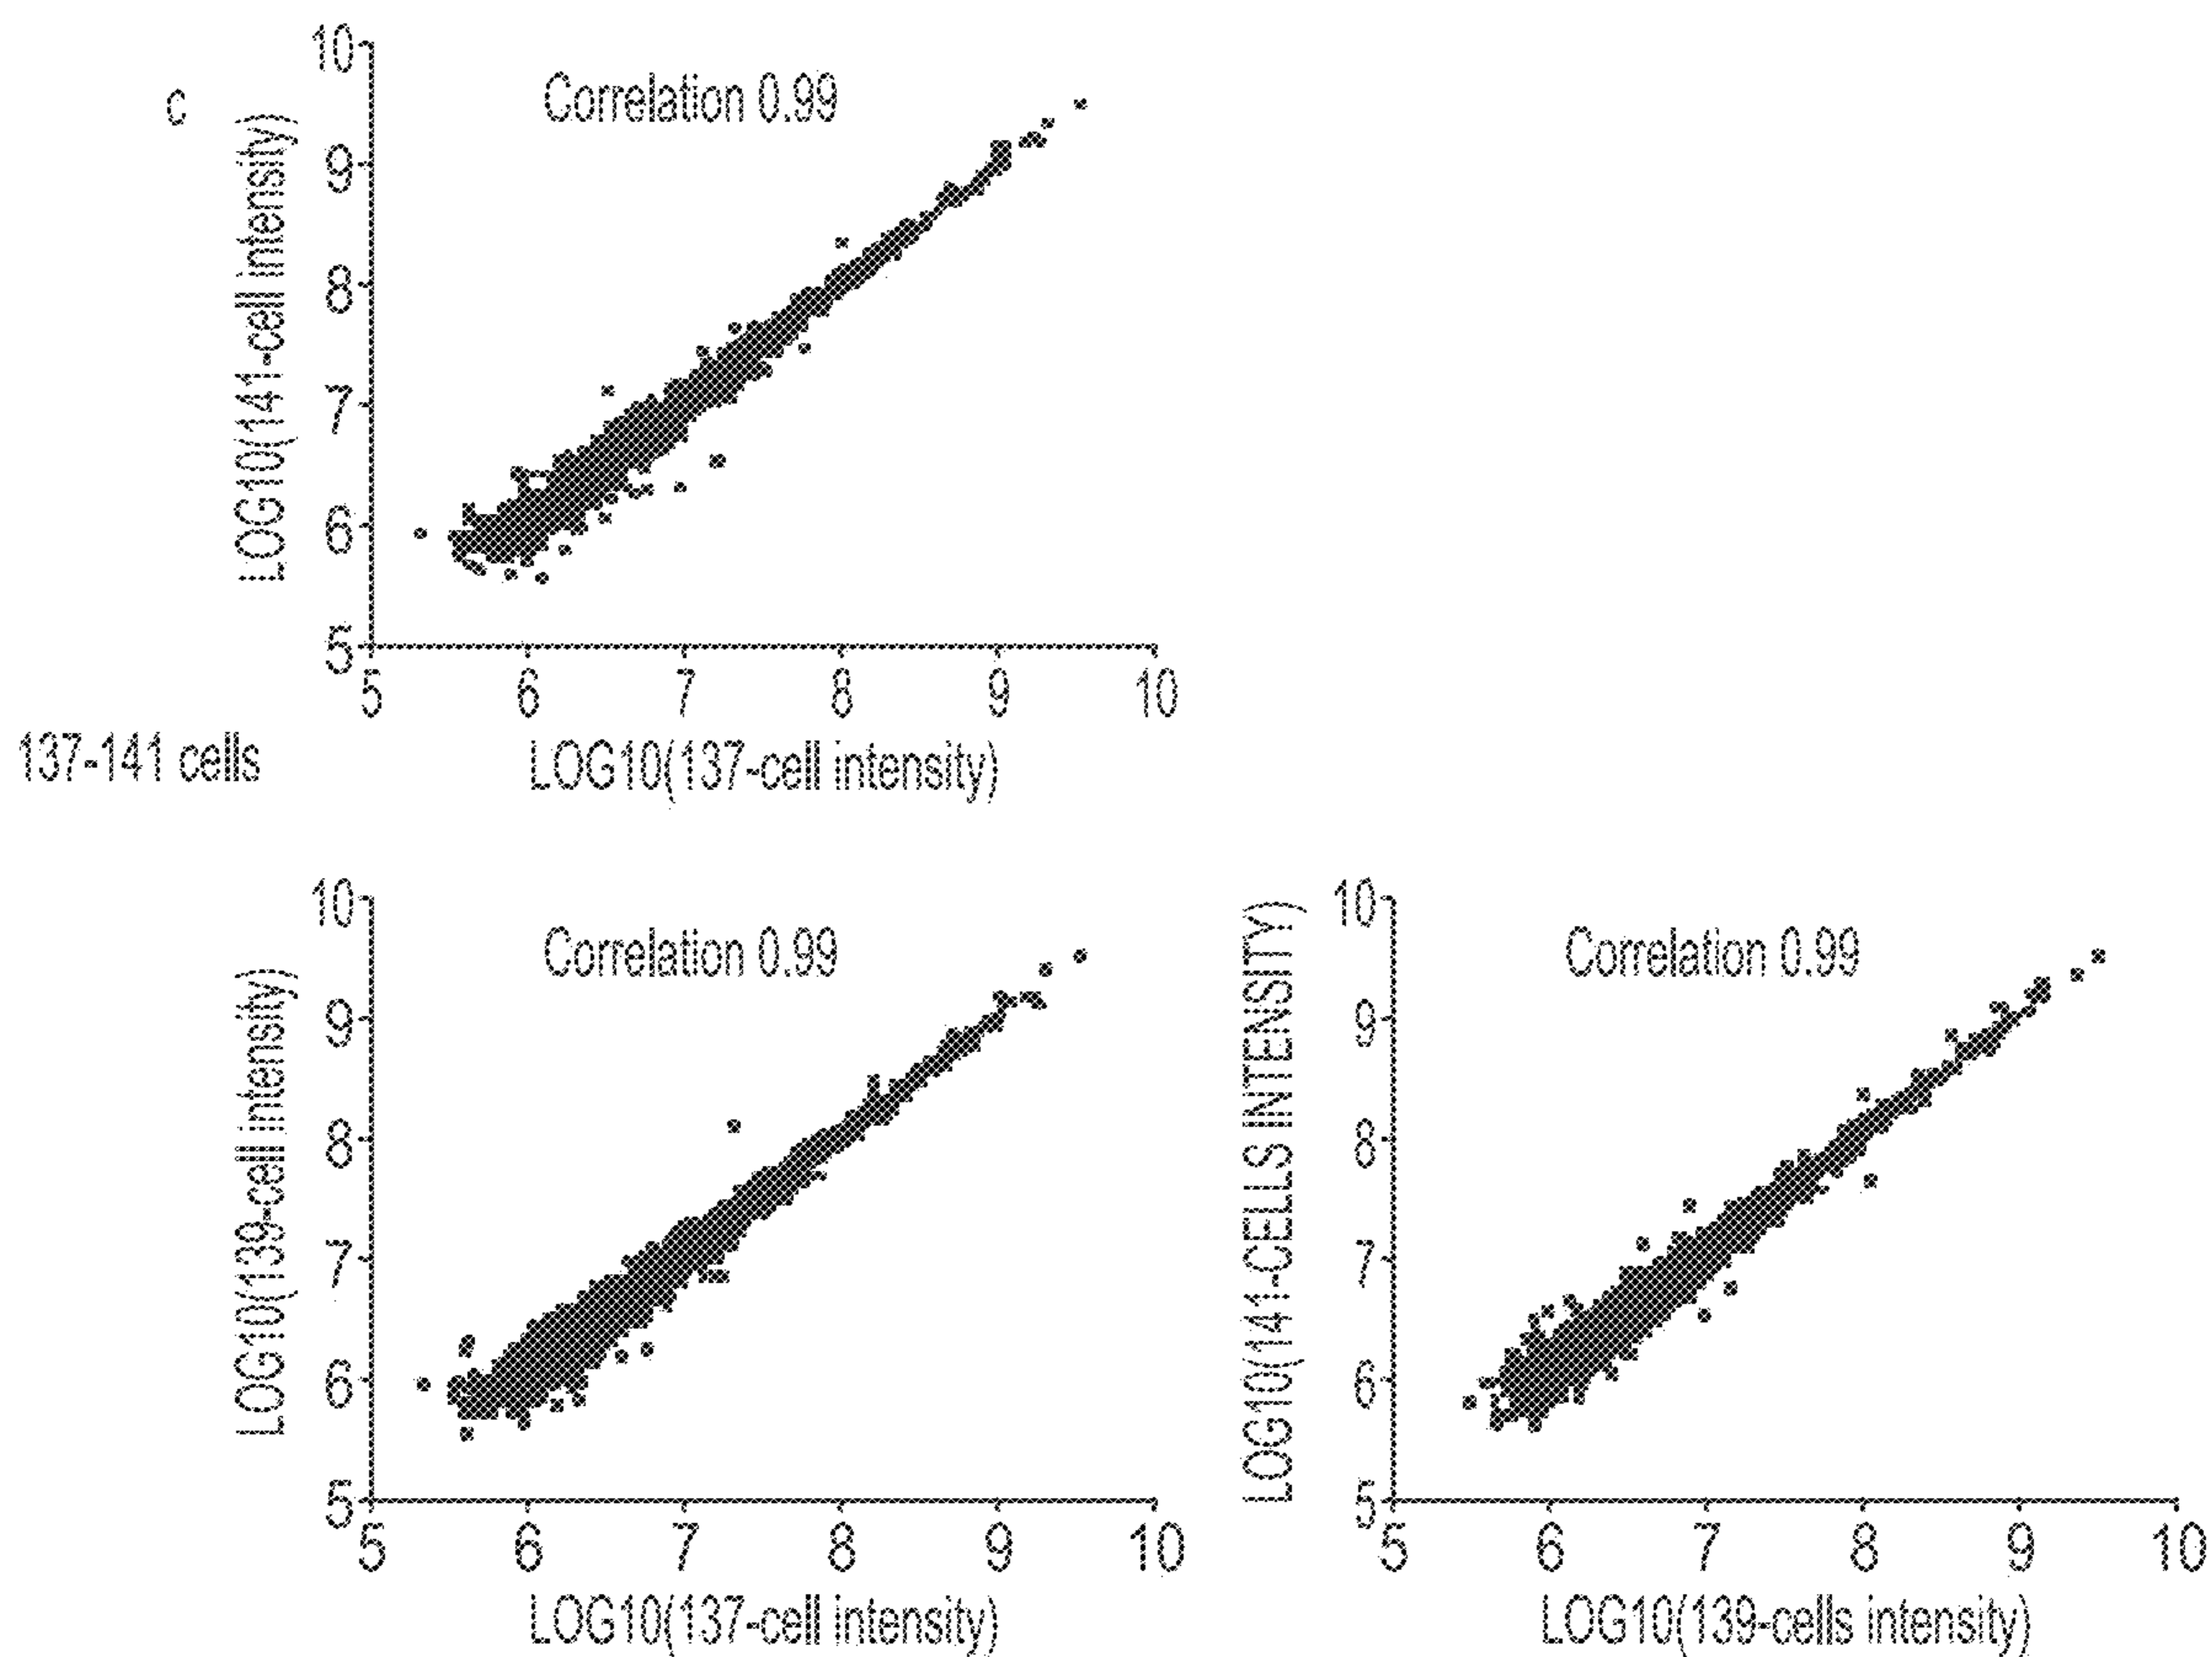 c
LOG10(141-cell intensity)
Correlation 0.99
10
9
8
7
6
5
5 6 7 8 9 10
137-141 cells
LOG10(137-cell intensity)
LOG10(139-cell intensity)
Correlation 0.99
10
9
8
7
6
5
5 6 7 8 9 10
LOG10(137-cell intensity)
LOG10(141-CELLS INTENSITY)
Correlation 0.99
10
9
8
7
6
5
5 6 7 8 9 10
LOG10(139-cells intensity)